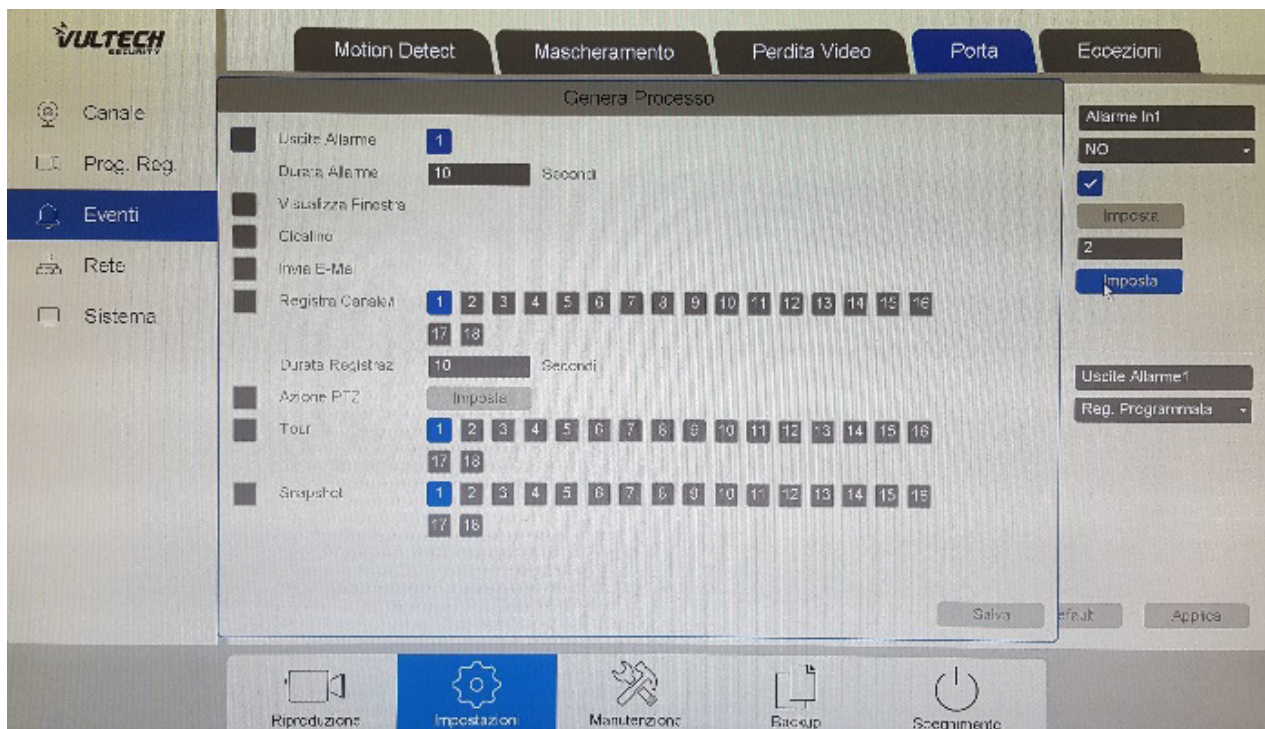 VULTECH
SECURITY
Motion Detect
Mascheramento
Perdita Video
Porta
Eccezioni
Canale
Prog. Reg.
Eventi
Rete
Sistema
Genera Processo
Uscite Allarme 1
Durata Allarme 10 Secondi
Visualizza Finestra
Cicalino
Invia E-Ma
Registra Canale/i 1 2 3 4 5 6 7 8 9 10 11 12 13 14 15 16
17 18
Durata Registraz 10 Secondi
Azione PTZ Imposta
Tour 1 2 3 4 5 6 7 8 9 10 11 12 13 14 15 16
17 18
Snapshot 1 2 3 4 5 6 7 8 9 10 11 12 13 14 15 16
17 18
Salva
Allarme In1
NO
Imposta
2
Imposta
Uscite Allarme1
Reg. Programmata
efault
Applica
Riproduzione
Impostazioni
Manutenzione
Backup
Spegnimento